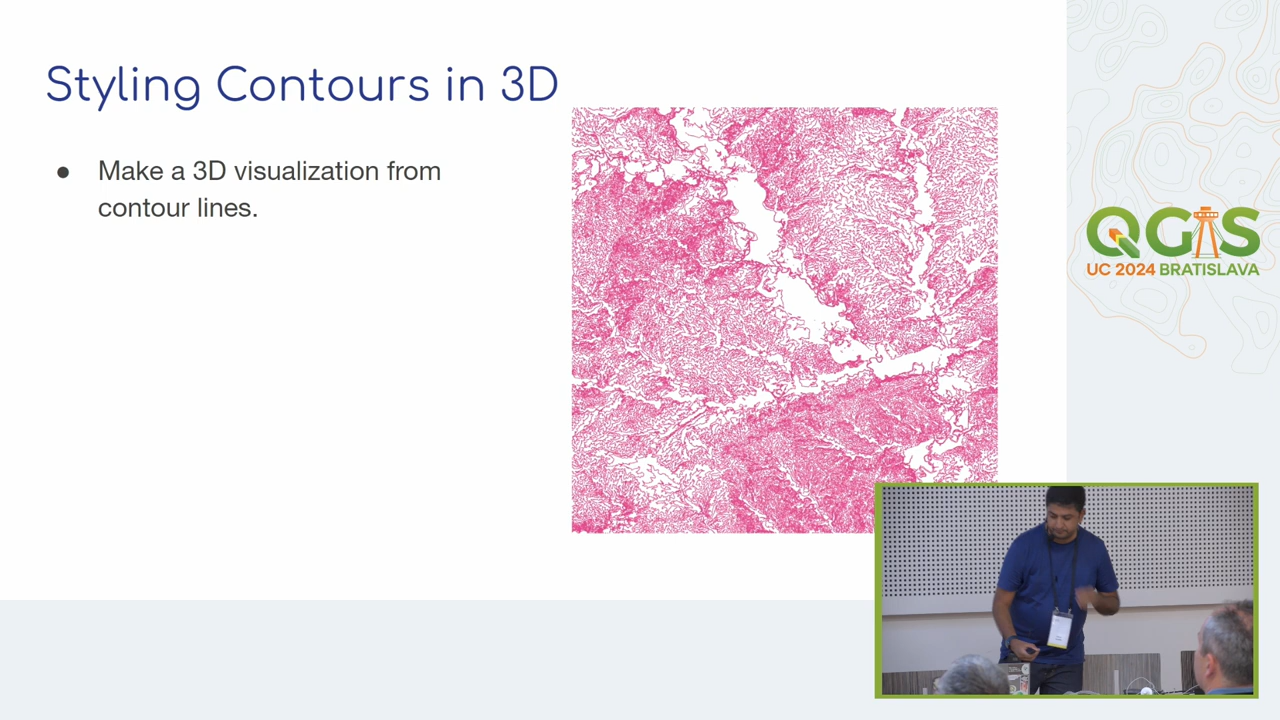 Styling Contours in 3D
● Make a 3D visualization from
contour lines.
QGIS
UC 2024 BRATISLAVA